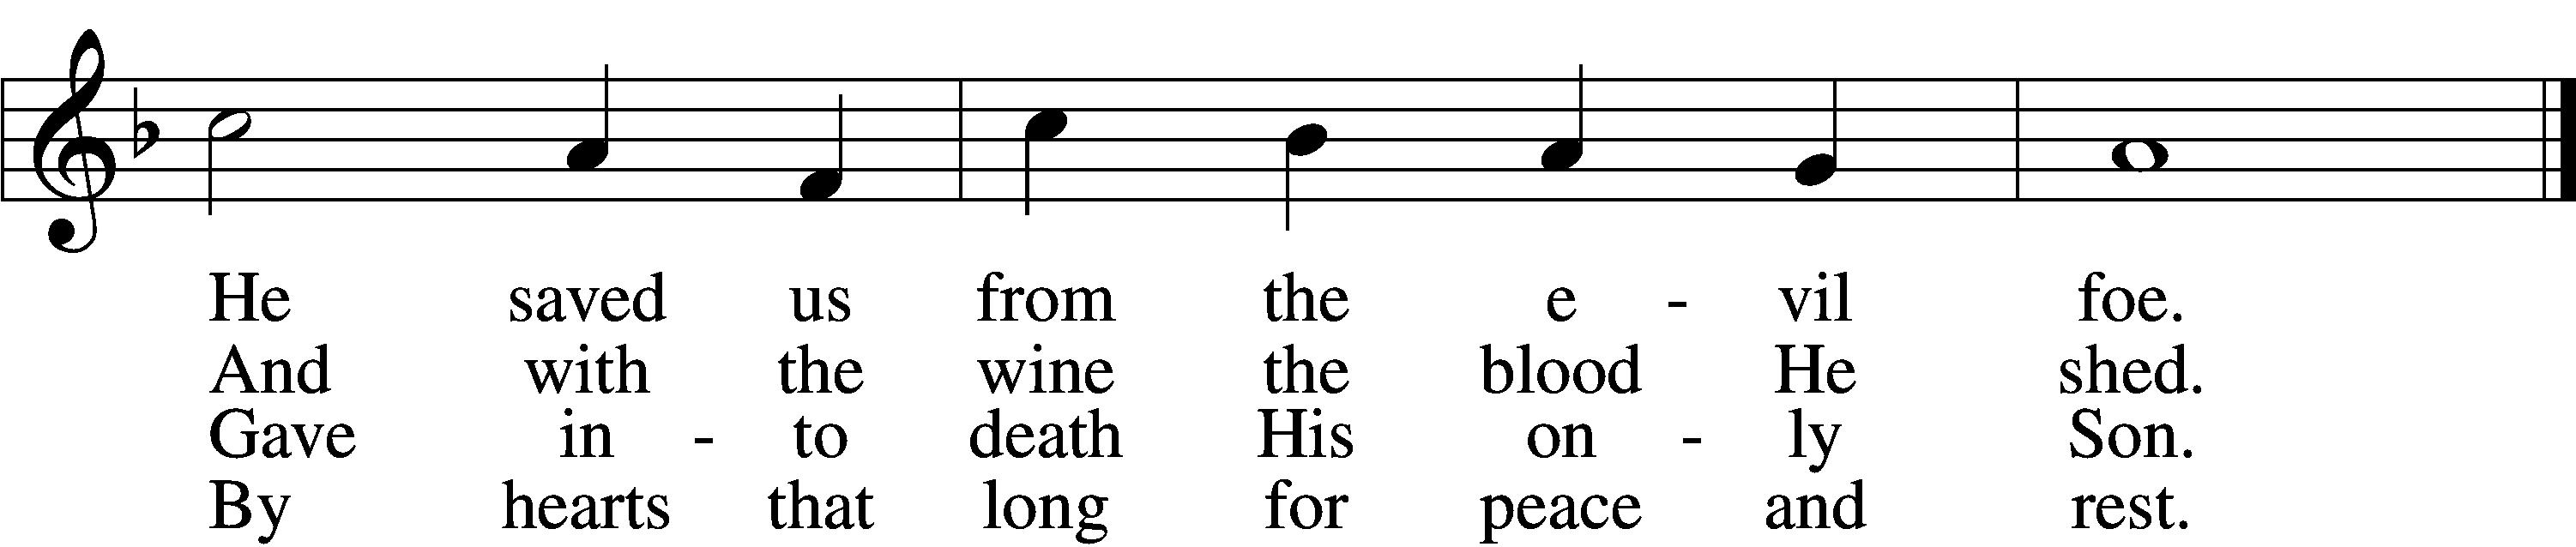 He saved us from the e - vil foe.
And with the wine the blood He shed.
Gave in - to death His on - ly Son.
By hearts that long for peace and rest.